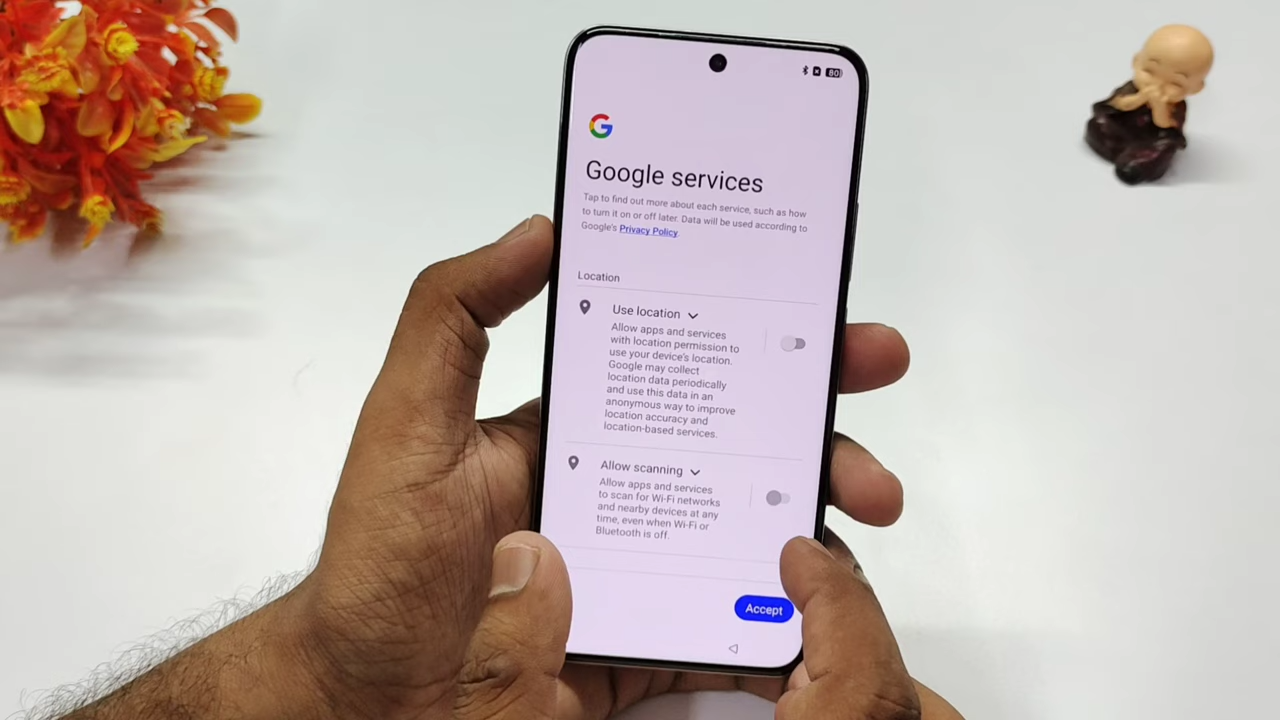 80
Google services
Tap to find out more about each service, such as how
to turn it on or off later. Data will be used according to
Google's Privacy Policy.
Location
Use location
Allow apps and services
with location permission to
use your device's location.
Google may collect
location data periodically
and use this data in an
anonymous way to improve
location accuracy and
location-based services.
Allow scanning
Allow apps and services
to scan for Wi-Fi networks
and nearby devices at any
time, even when Wi-Fi or
Bluetooth is off.
Accept